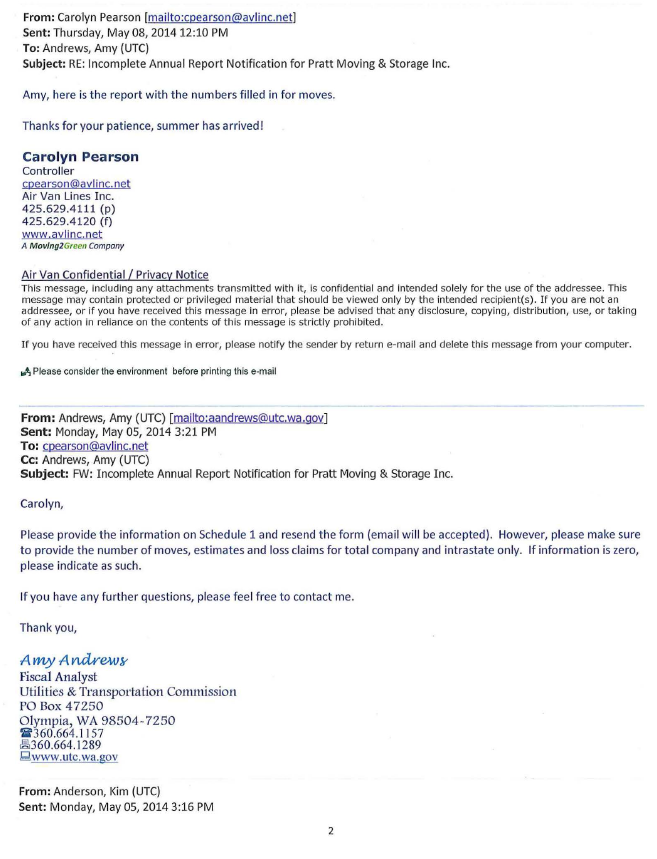 From: Carolyn Pearson [mailto:cpearson@avlinc.net]
Sent: Thursday, May 08, 2014 12:10 PM
To: Andrews, Amy (UTC)
Subject: RE: Incomplete Annual Report Notification for Pratt Moving & Storage Inc.
Amy, here is the report with the numbers filled in for moves.
Thanks for your patience, summer has arrived!
Carolyn Pearson
Controller
cpearson@avlinc.net
Air Van Lines Inc.
425.629.4111 (p)
425.629.4120 (f)
www.avlinc.net
A Moving2Green Company
Air Van Confidential / Privacy Notice
This message, including any attachments transmitted with it, is confidential and intended solely for the use of the addressee. This
message may contain protected or privileged material that should be viewed only by the intended recipient(s). If you are not an
addressee, or if you have received this message in error, please be advised that any disclosure, copying, distribution, use, or taking
of any action in reliance on the contents of this message is strictly prohibited.
If you have received this message in error, please notify the sender by return e-mail and delete this message from your computer.
Please consider the environment before printing this e-mail
From: Andrews, Amy (UTC) [mailto:aandrews@utc.wa.gov]
Sent: Monday, May 05, 2014 3:21 PM
To: cpearson@avlinc.net
Cc: Andrews, Amy (UTC)
Subject: FW: Incomplete Annual Report Notification for Pratt Moving & Storage Inc.
Carolyn,
Please provide the information on Schedule 1 and resend the form (email will be accepted). However, please make sure
to provide the number of moves, estimates and loss claims for total company and intrastate only. If information is zero,
please indicate as such.
If you have any further questions, please feel free to contact me.
Thank you,
Amy Andrews
Fiscal Analyst
Utilities & Transportation Commission
PO Box 47250
Olympia, WA 98504-7250
☎360.664.1157
360.664.1289
www.utc.wa.gov
From: Anderson, Kim (UTC)
Sent: Monday, May 05, 2014 3:16 PM
2